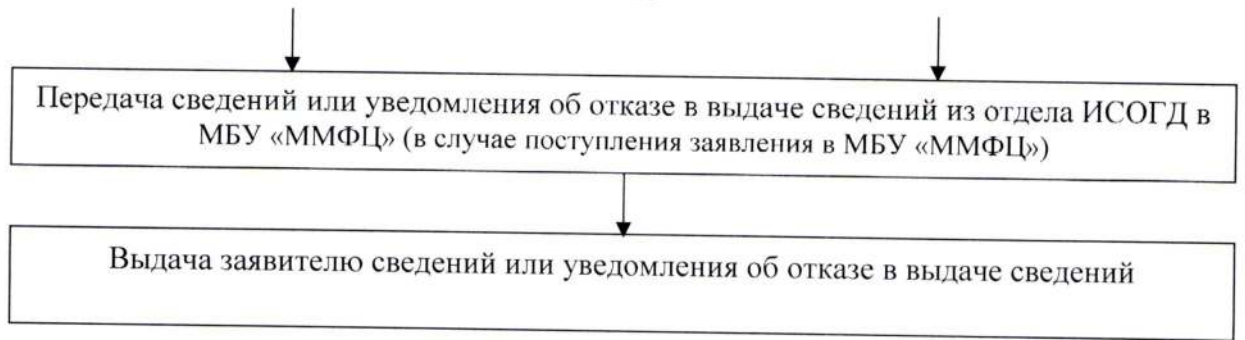 Передача сведений или уведомления об отказе в выдаче сведений из отдела ИСОГД в
МБУ «ММФЦ» (в случае поступления заявления в МБУ «ММФЦ»)
Выдача заявителю сведений или уведомления об отказе в выдаче сведений